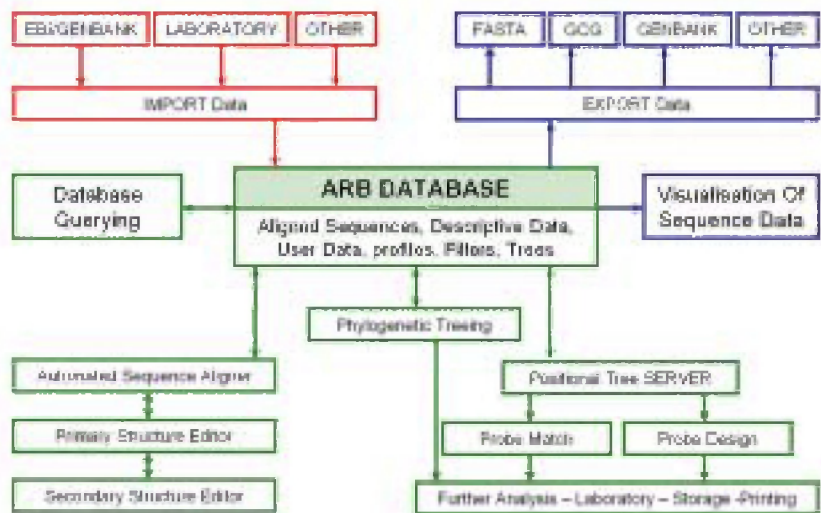 EBI/GENBANK
LABORATORY
OTHER
FASTA
GCG
GENBANK
OTHER
IMPORT Data
EXPORT Data
Database
Querying
ARB DATABASE
Aligned Sequences, Descriptive Data,
User Data, profiles, Filters, Trees
Visualisation Of
Sequence Data
Phylogenetic Treeing
Automated Sequence Aligner
Positional Tree SERVER
Primary Structure Editor
Probe Match
Probe Design
Secondary Structure Editor
Further Analysis – Laboratory – Storage -Printing